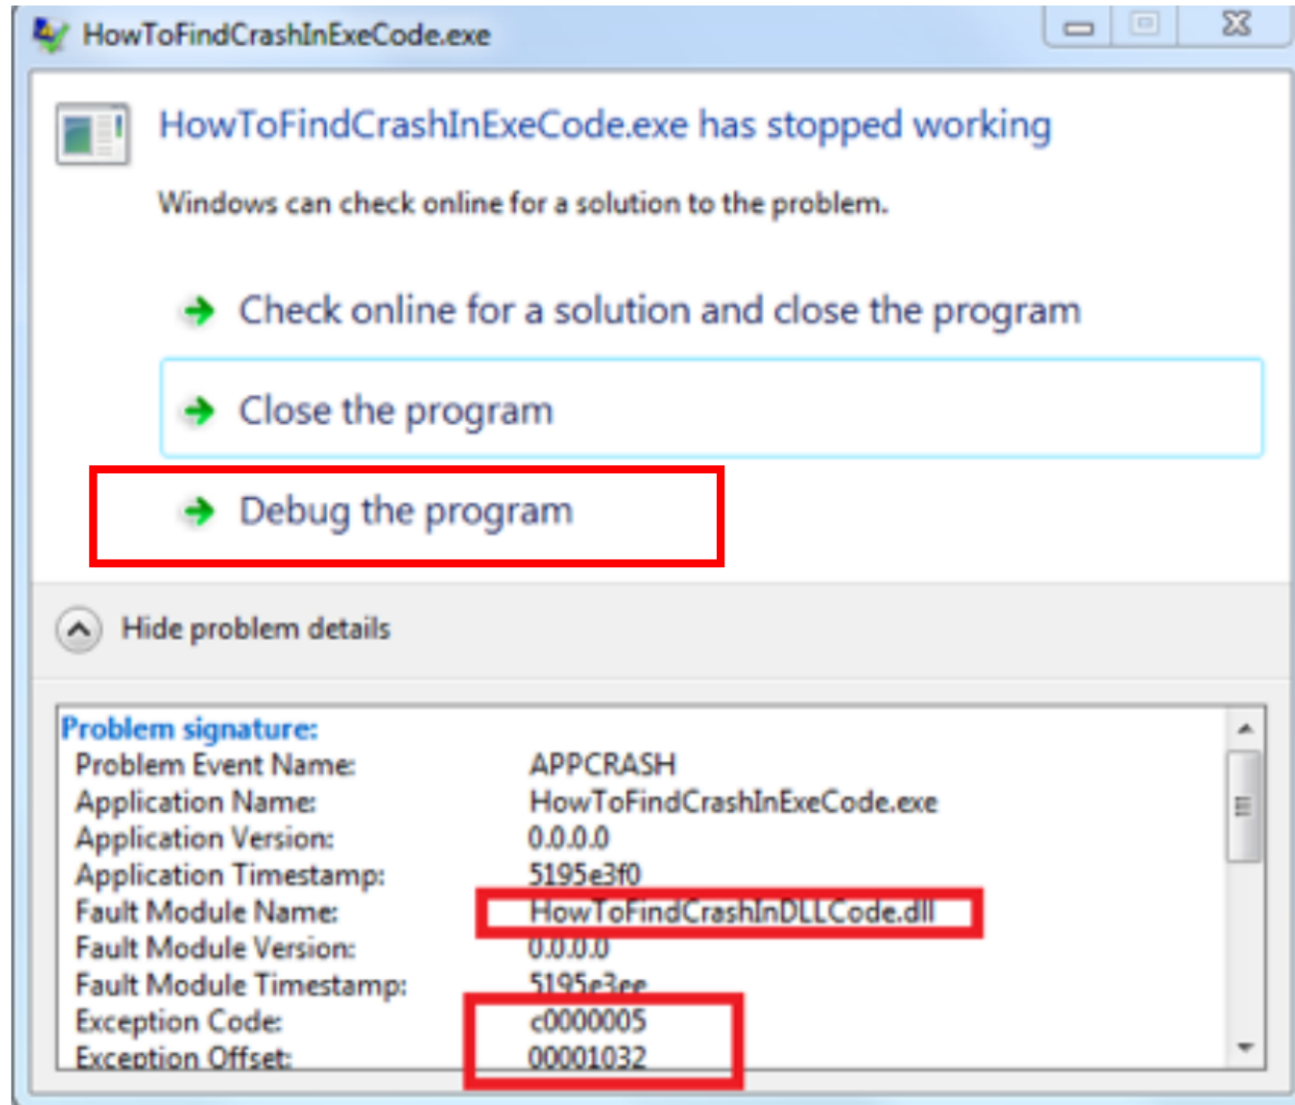 HowToFindCrashInExeCode.exe
HowToFindCrashInExeCode.exe has stopped working
Windows can check online for a solution to the problem.
Check online for a solution and close the program
Close the program
Debug the program
Hide problem details
Problem signature:
Problem Event Name: APPCRASH
Application Name: HowToFindCrashInExeCode.exe
Application Version: 0.0.0.0
Application Timestamp: 5195e3f0
Fault Module Name: HowToFindCrashInDLLCode.dll
Fault Module Version: 0.0.0.0
Fault Module Timestamp: 5195e3ee
Exception Code: c0000005
Exception Offset: 00001032